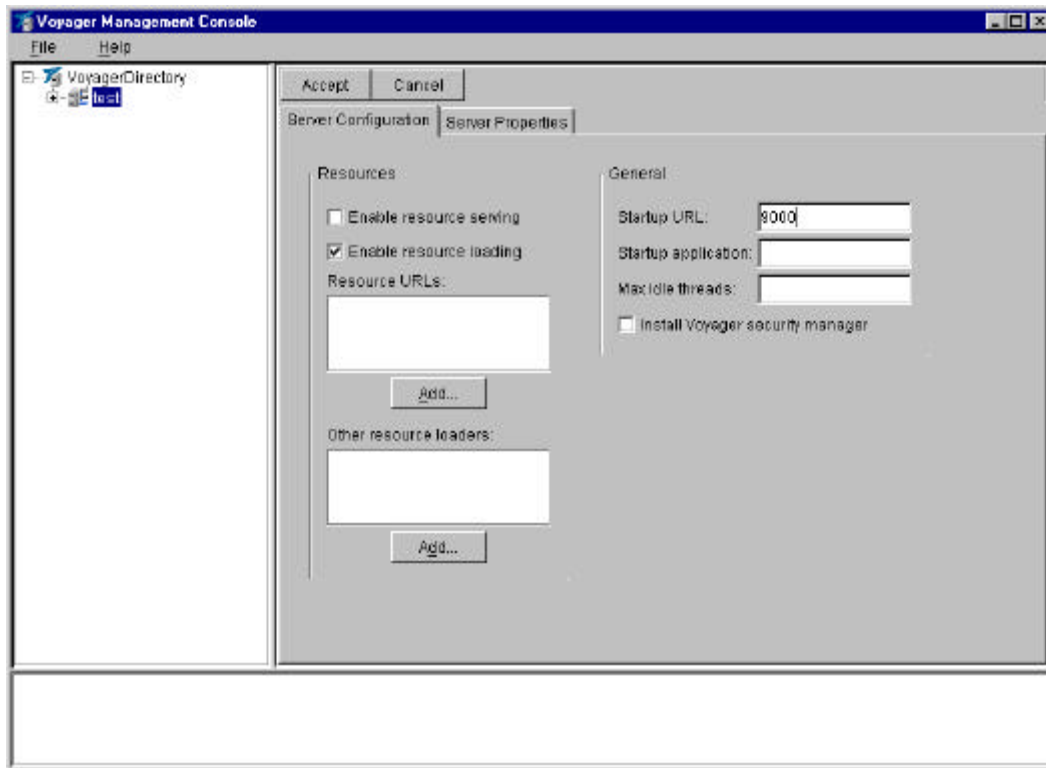 Voyager Management Console
File Help
VoyagerDirectory
test
Accept Cancel
Server Configuration Server Properties
Resources
Enable resource serving
Enable resource loading
Resource URLs:
Add...
Other resource loaders:
Add...
General
Startup URL: 9000
Startup application:
Max idle threads:
Install Voyager security manager